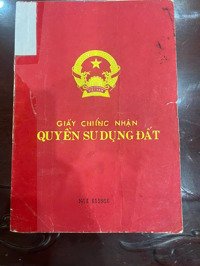 GIẤY CHỨNG NHẬN
QUYỀN SỬ DỤNG ĐẤT